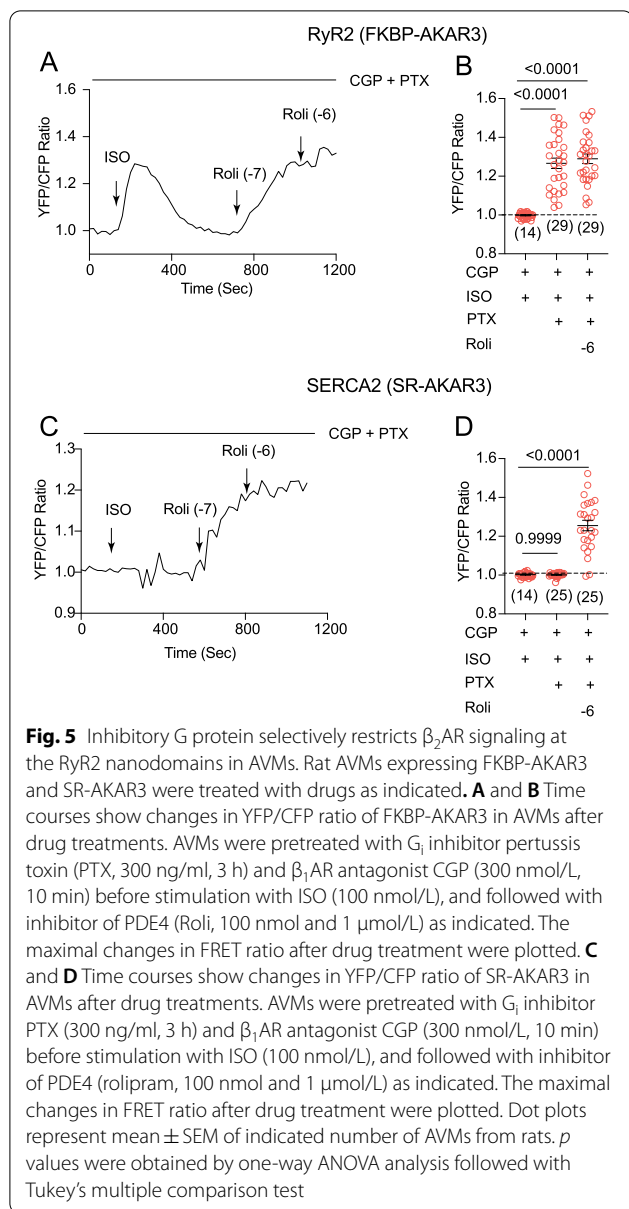 RyR2 (FKBP-AKAR3)
A
CGP + PTX
YFP/CFP Ratio
1.6
1.4
1.2
1.0
ISO
Roli (-7)
Roli (-6)
0 400 800 1200
Time (Sec)
B
<0.0001
<0.0001
YFP/CFP Ratio
1.6
1.4
1.2
1.0
0.8
(14) (29) (29)
CGP + + +
ISO + + +
PTX + +
Roli -6
SERCA2 (SR-AKAR3)
C
CGP + PTX
YFP/CFP Ratio
1.3
1.2
1.1
1.0
0.9
ISO
Roli (-7)
Roli (-6)
0 400 800 1200
Time (Sec)
D
<0.0001
0.9999
YFP/CFP Ratio
1.6
1.4
1.2
1.0
0.8
(14) (25) (25)
CGP + + +
ISO + + +
PTX + +
Roli -6
Fig. 5 Inhibitory G protein selectively restricts β₂AR signaling at
the RyR2 nanodomains in AVMs. Rat AVMs expressing FKBP-AKAR3
and SR-AKAR3 were treated with drugs as indicated. A and B Time
courses show changes in YFP/CFP ratio of FKBP-AKAR3 in AVMs after
drug treatments. AVMs were pretreated with Gᵢ inhibitor pertussis
toxin (PTX, 300 ng/ml, 3 h) and β₁AR antagonist CGP (300 nmol/L,
10 min) before stimulation with ISO (100 nmol/L), and followed with
inhibitor of PDE4 (Roli, 100 nmol and 1 μmol/L) as indicated. The
maximal changes in FRET ratio after drug treatment were plotted. C
and D Time courses show changes in YFP/CFP ratio of SR-AKAR3 in
AVMs after drug treatments. AVMs were pretreated with Gᵢ inhibitor
PTX (300 ng/ml, 3 h) and β₁AR antagonist CGP (300 nmol/L, 10 min)
before stimulation with ISO (100 nmol/L), and followed with inhibitor
of PDE4 (rolipram, 100 nmol and 1 μmol/L) as indicated. The maximal
changes in FRET ratio after drug treatment were plotted. Dot plots
represent mean ± SEM of indicated number of AVMs from rats. p
values were obtained by one-way ANOVA analysis followed with
Tukey's multiple comparison test